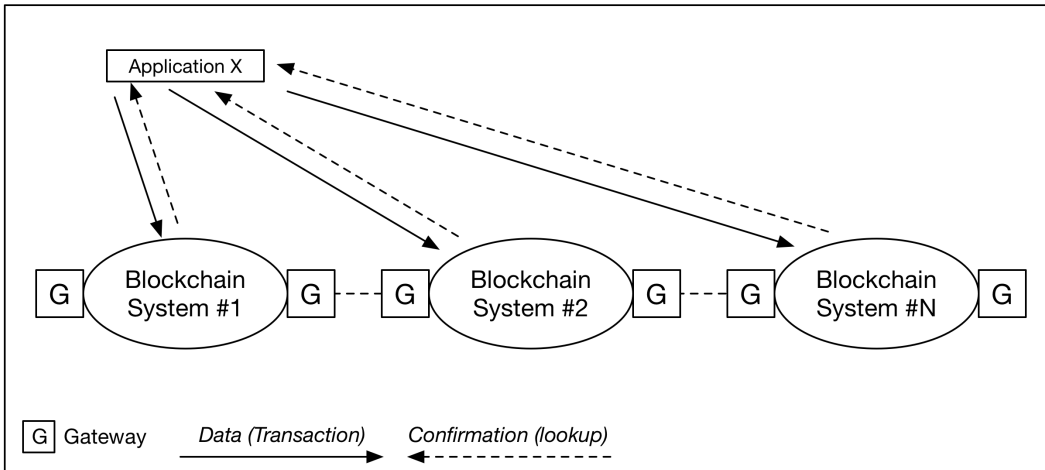 Application X
Blockchain
System #1
Blockchain
System #2
Blockchain
System #N
G
G
G
G
G
G
G Gateway
Data (Transaction)
Confirmation (lookup)